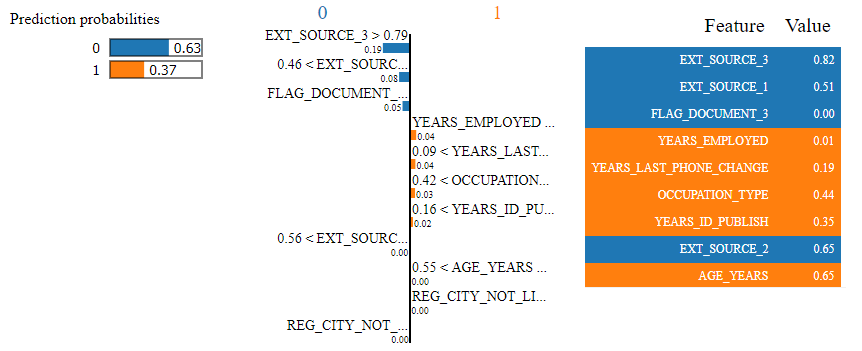 Prediction probabilities
0 0.63
1 0.37
0 1
EXT_SOURCE_3 > 0.79
0.19
0.46 < EXT_SOURC...
0.08
FLAG_DOCUMENT_...
0.05
YEARS_EMPLOYED ...
0.04
0.09 < YEARS_LAST...
0.04
0.42 < OCCUPATION...
0.03
0.16 < YEARS_ID_PU...
0.02
0.56 < EXT_SOURC...
0.00
0.55 < AGE_YEARS ...
0.00
REG_CITY_NOT_LI...
0.00
REG_CITY_NOT_...
0.00
Feature Value
EXT_SOURCE_3 0.82
EXT_SOURCE_1 0.51
FLAG_DOCUMENT_3 0.00
YEARS_EMPLOYED 0.01
YEARS_LAST_PHONE_CHANGE 0.19
OCCUPATION_TYPE 0.44
YEARS_ID_PUBLISH 0.35
EXT_SOURCE_2 0.65
AGE_YEARS 0.65